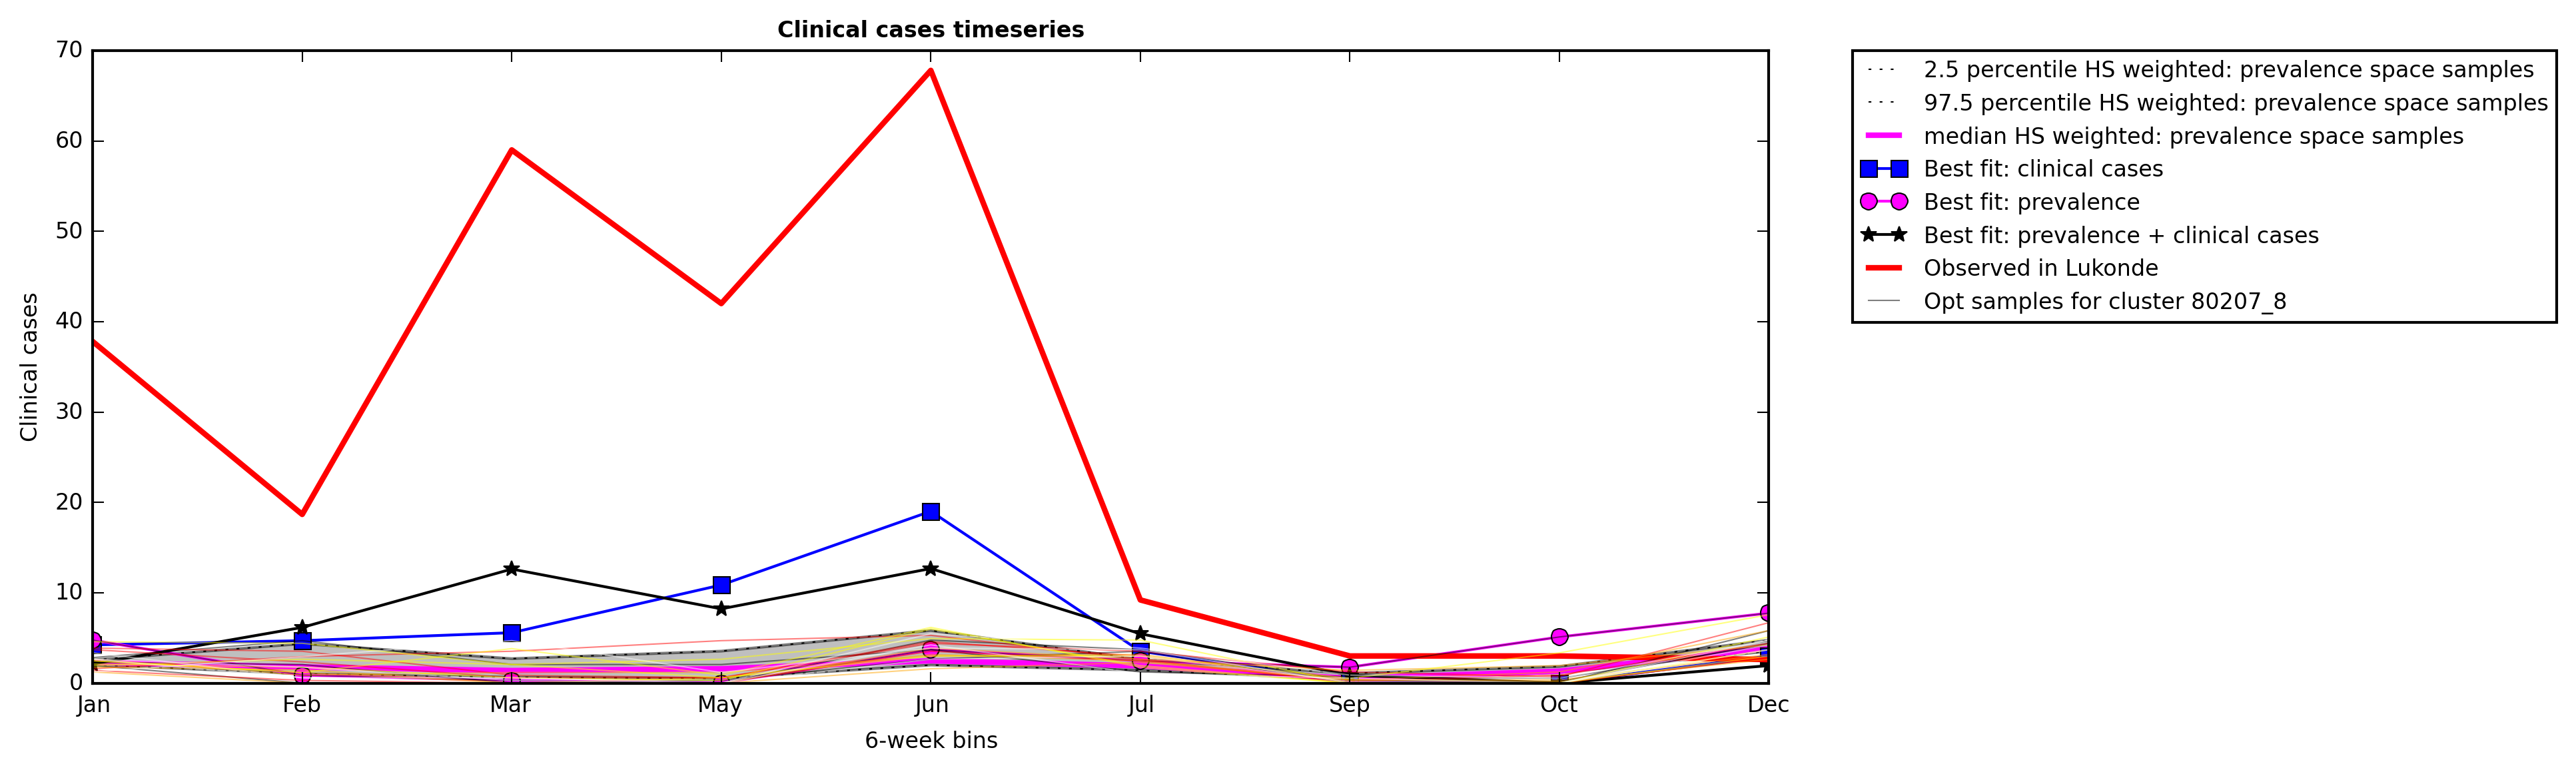 Clinical cases timeseries
70
60
50
40
30
20
10
0
Clinical cases
Jan Feb Mar May Jun Jul Sep Oct Dec
6-week bins
2.5 percentile HS weighted: prevalence space samples
97.5 percentile HS weighted: prevalence space samples
median HS weighted: prevalence space samples
Best fit: clinical cases
Best fit: prevalence
Best fit: prevalence + clinical cases
Observed in Lukonde
Opt samples for cluster 80207_8